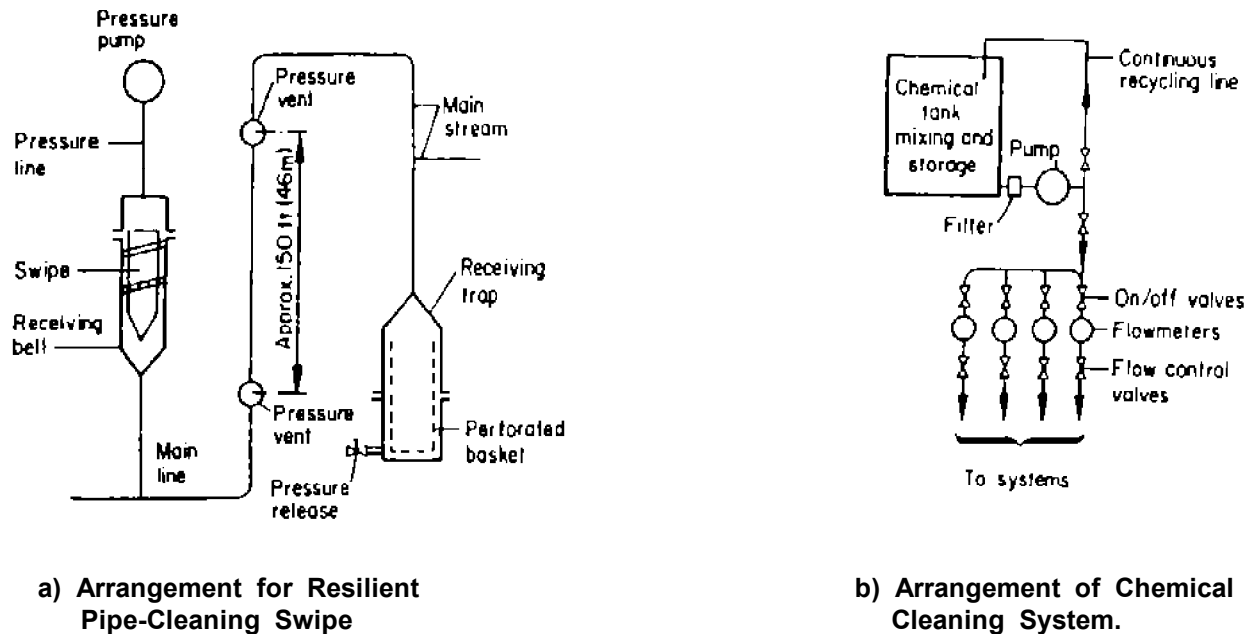 Pressure
pump
Pressure
line
Swipe
Receiving
bell
Main
line
Pressure
vent
Approx. 150 ft (46m)
Pressure
vent
Pressure
release
Main
stream
Receiving
trap
Perforated
basket
a) Arrangement for Resilient
Pipe-Cleaning Swipe
Chemical
tank
mixing and
storage
Continuous
recycling line
Pump
Filter
On/off valves
Flowmeters
Flow control
valves
To systems
b) Arrangement of Chemical
Cleaning System.